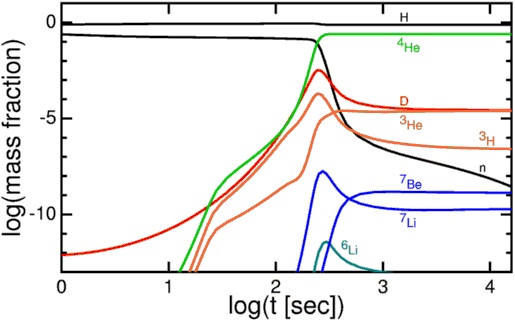 0
H
⁴He
D
-5
³He
³H
n
⁷Be
⁷Li
-10
⁶Li
log(mass fraction)
0 1 2 3 4
log(t [sec])